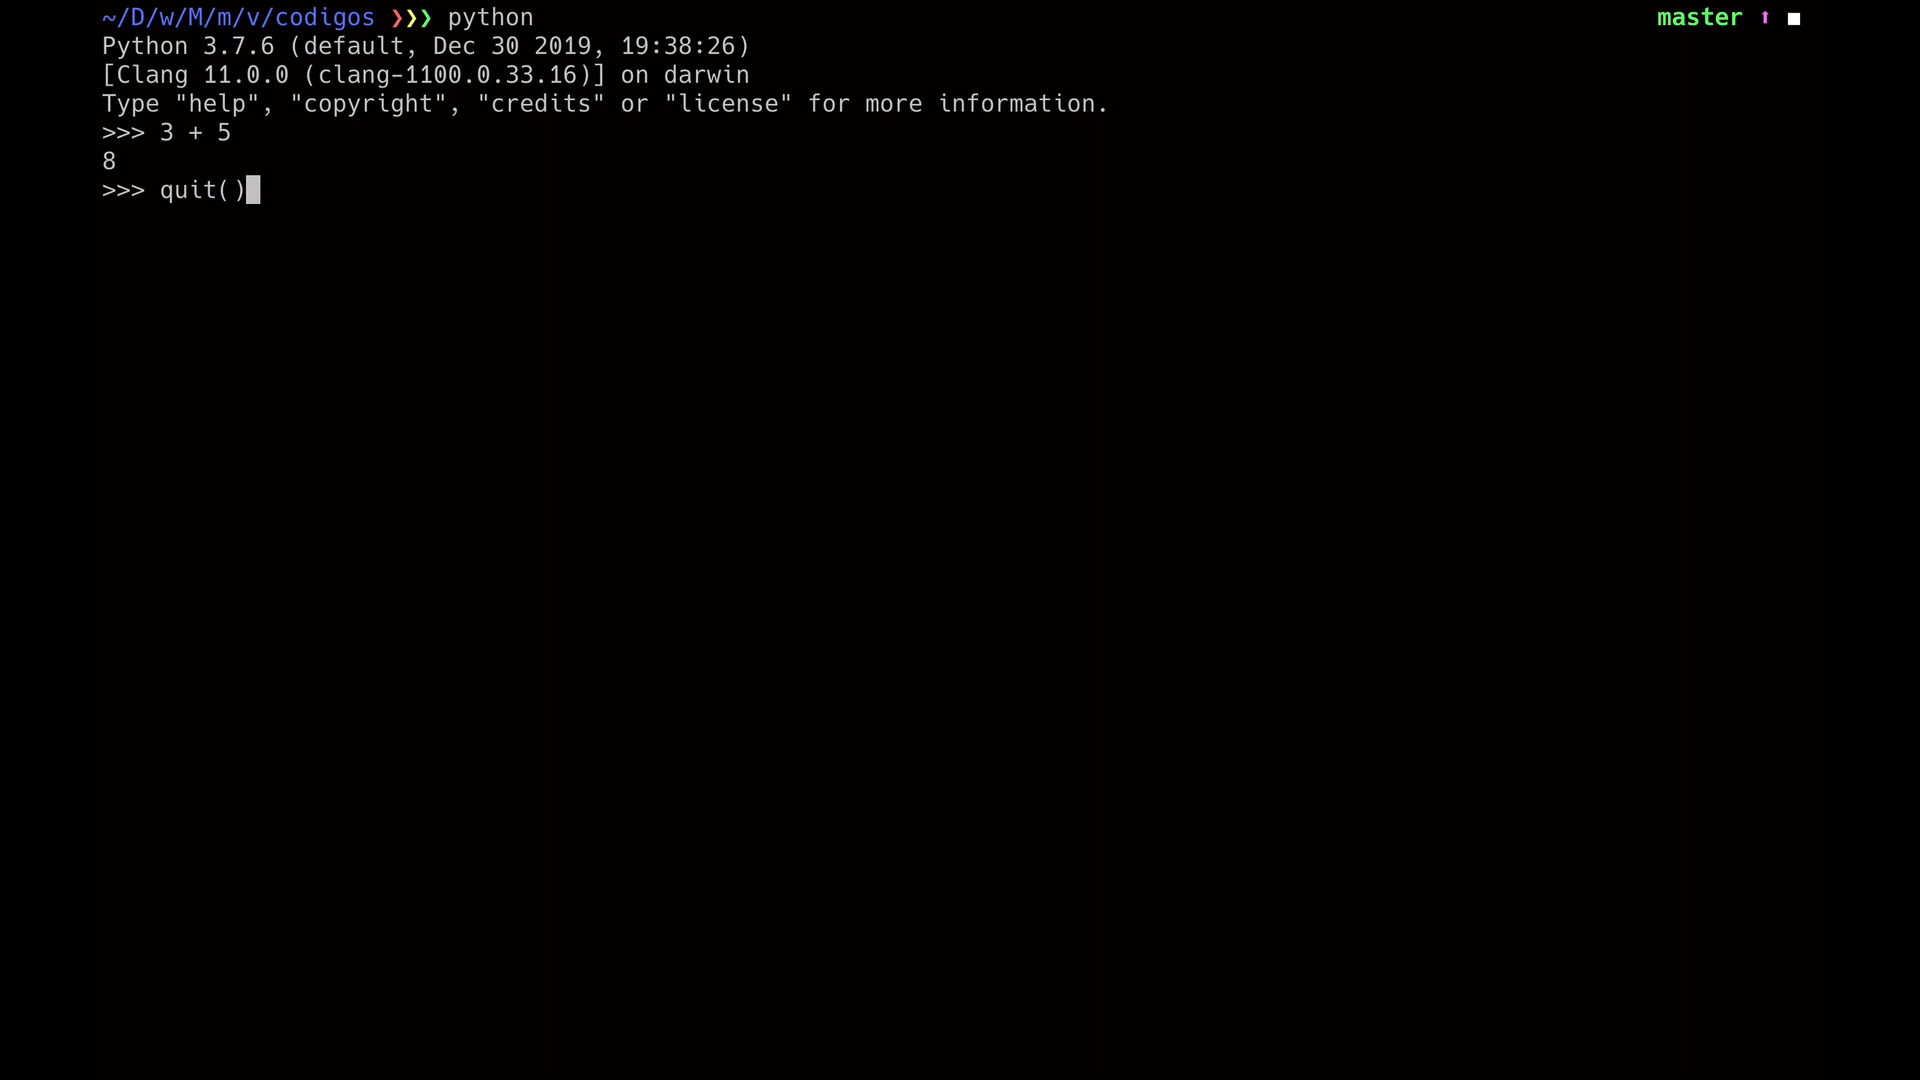 ~/D/w/M/m/v/codigos ❯❯❯ python master ⬆ ◼
Python 3.7.6 (default, Dec 30 2019, 19:38:26)
[Clang 11.0.0 (clang-1100.0.33.16)] on darwin
Type "help", "copyright", "credits" or "license" for more information.
>>> 3 + 5
8
>>> quit()